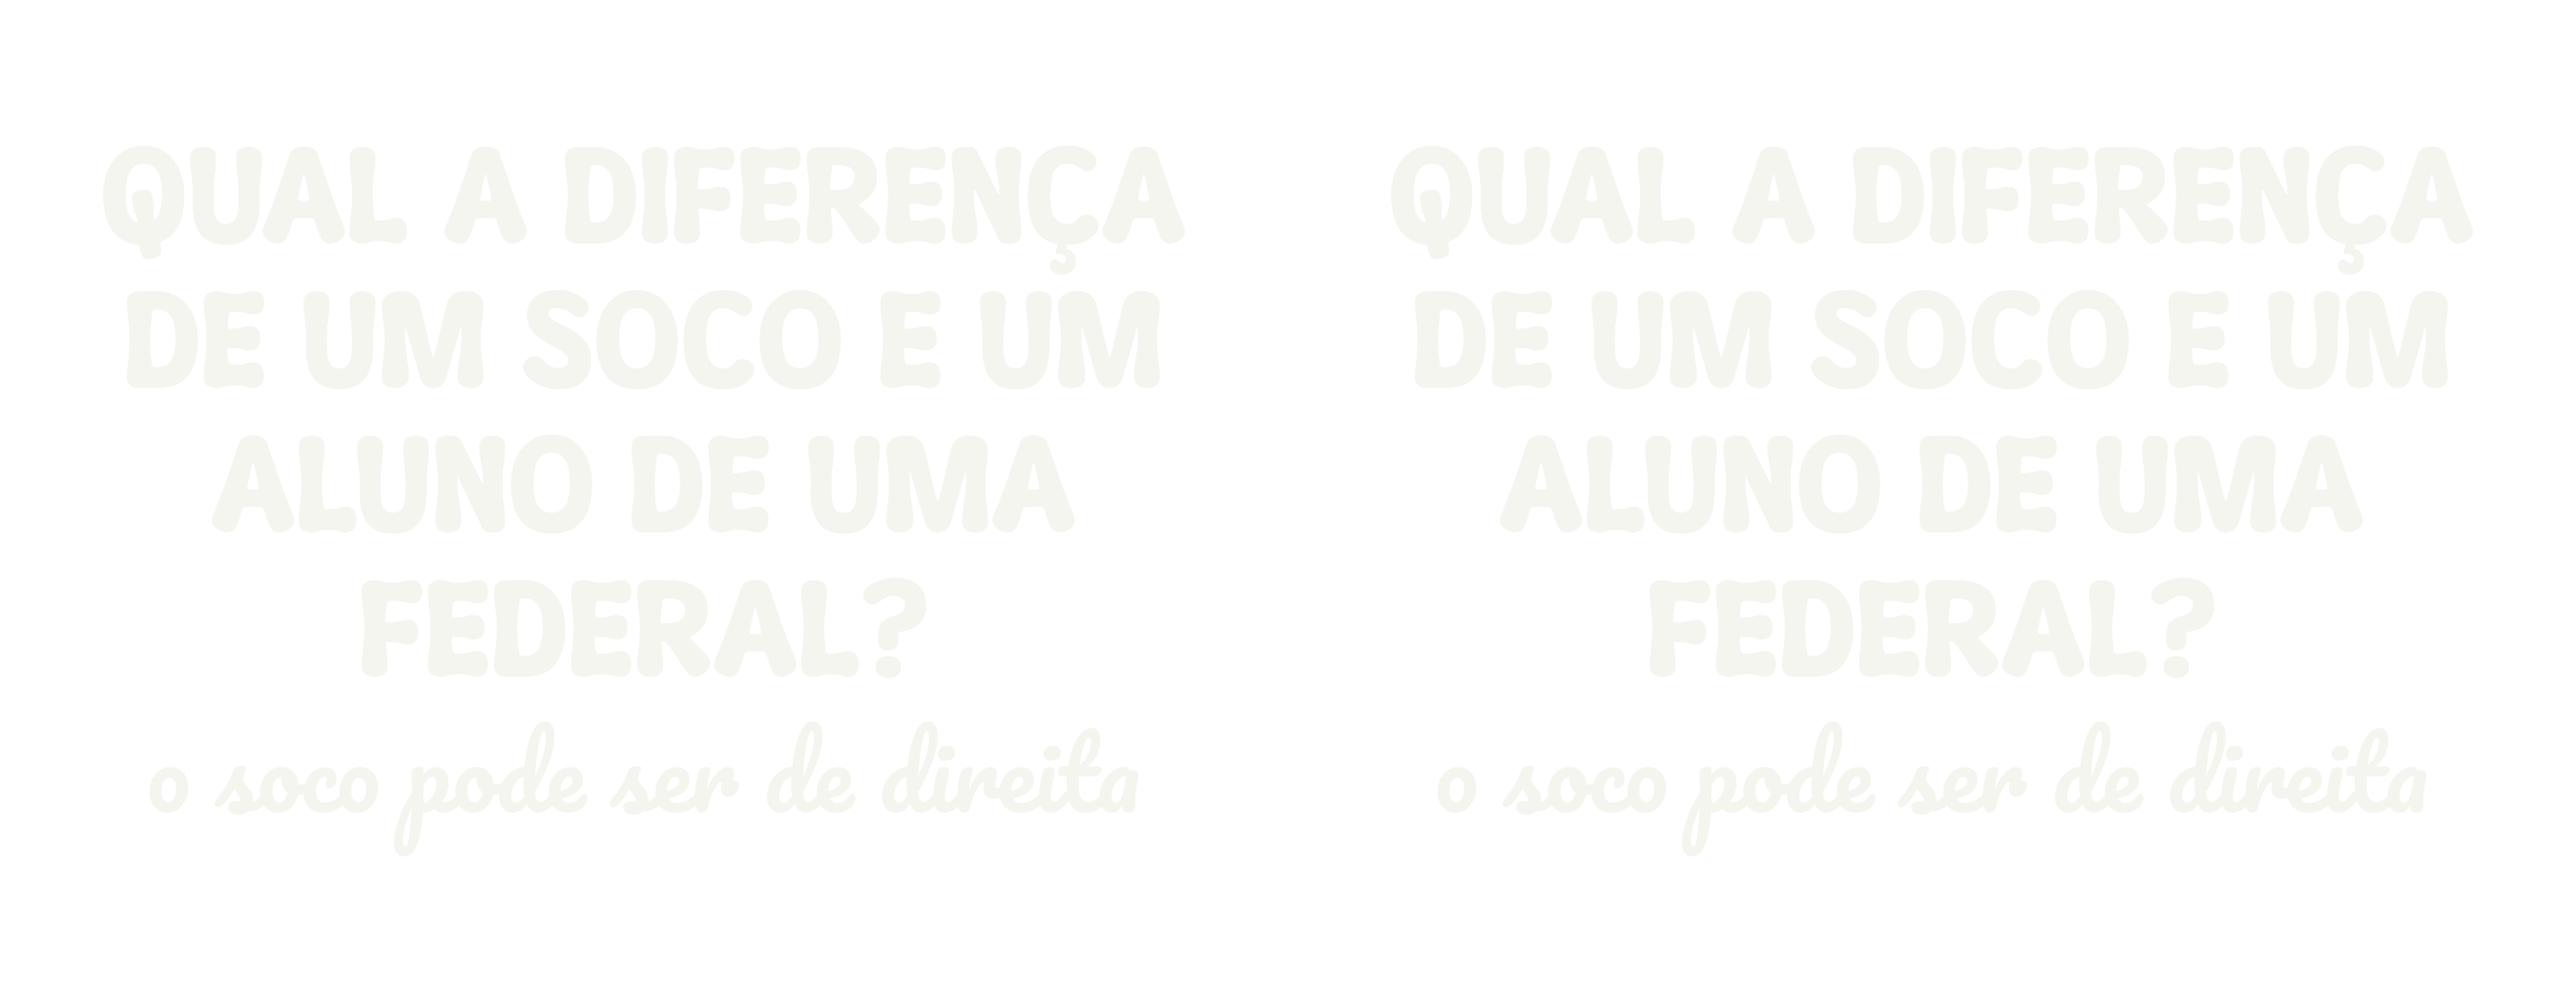 QUAL A DIFERENÇA
DE UM SOCO E UM
ALUNO DE UMA
FEDERAL?
o soco pode ser de direita
QUAL A DIFERENÇA
DE UM SOCO E UM
ALUNO DE UMA
FEDERAL?
o soco pode ser de direita